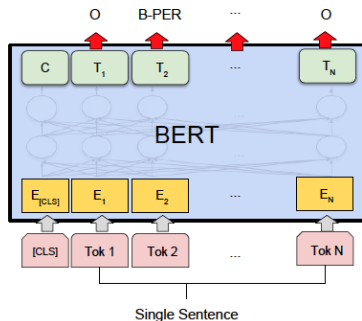 O B-PER ... O
C T1 T2 ... TN
...
BERT
...
E[CLS] E1 E2 ... EN
[CLS] Tok 1 Tok 2 ... Tok N
Single Sentence